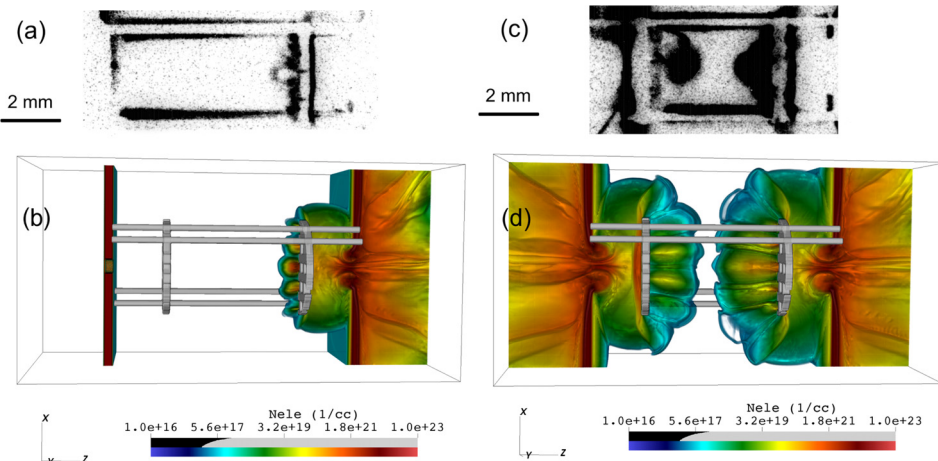 (a)
(c)
2 mm
2 mm
(b)
(d)
Nele (1/cc)
1.0e+16 5.6e+17 3.2e+19 1.8e+21 1.0e+23
X
Y
Z
Nele (1/cc)
1.0e+16 5.6e+17 3.2e+19 1.8e+21 1.0e+23
X
Y
Z